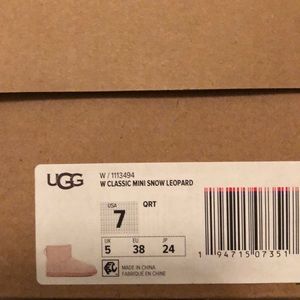 UGG
W / 1113494
W CLASSIC MINI SNOW LEOPARD
USA
7
QRT
UK
5
EU
38
JP
24
MADE IN CHINA
FABRIQUÉ EN CHINE
1 94715 07351